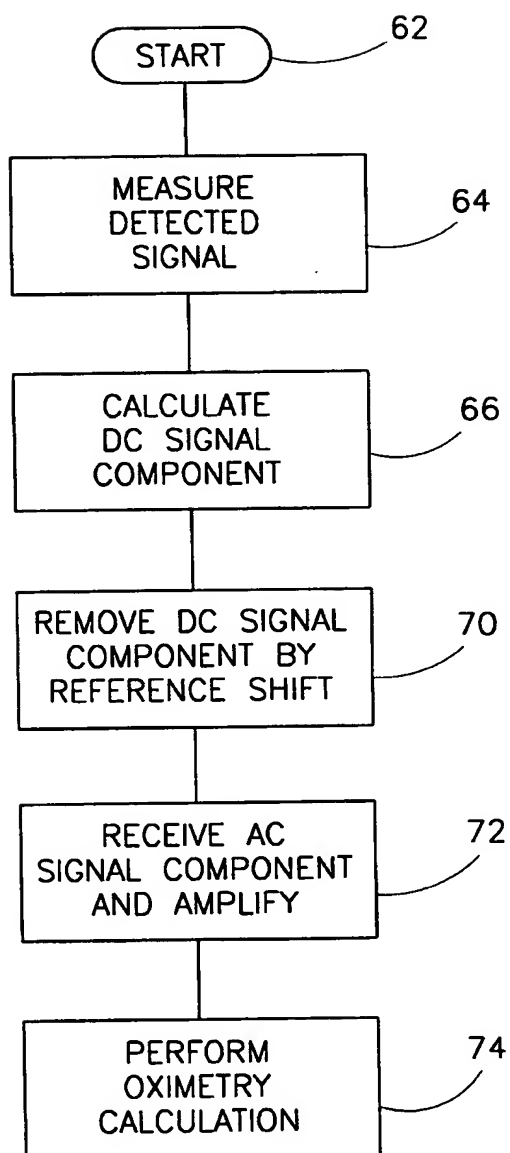 START
62
MEASURE
DETECTED
SIGNAL
64
CALCULATE
DC SIGNAL
COMPONENT
66
REMOVE DC SIGNAL
COMPONENT BY
REFERENCE SHIFT
70
RECEIVE AC
SIGNAL COMPONENT
AND AMPLIFY
72
PERFORM
OXIMETRY
CALCULATION
74